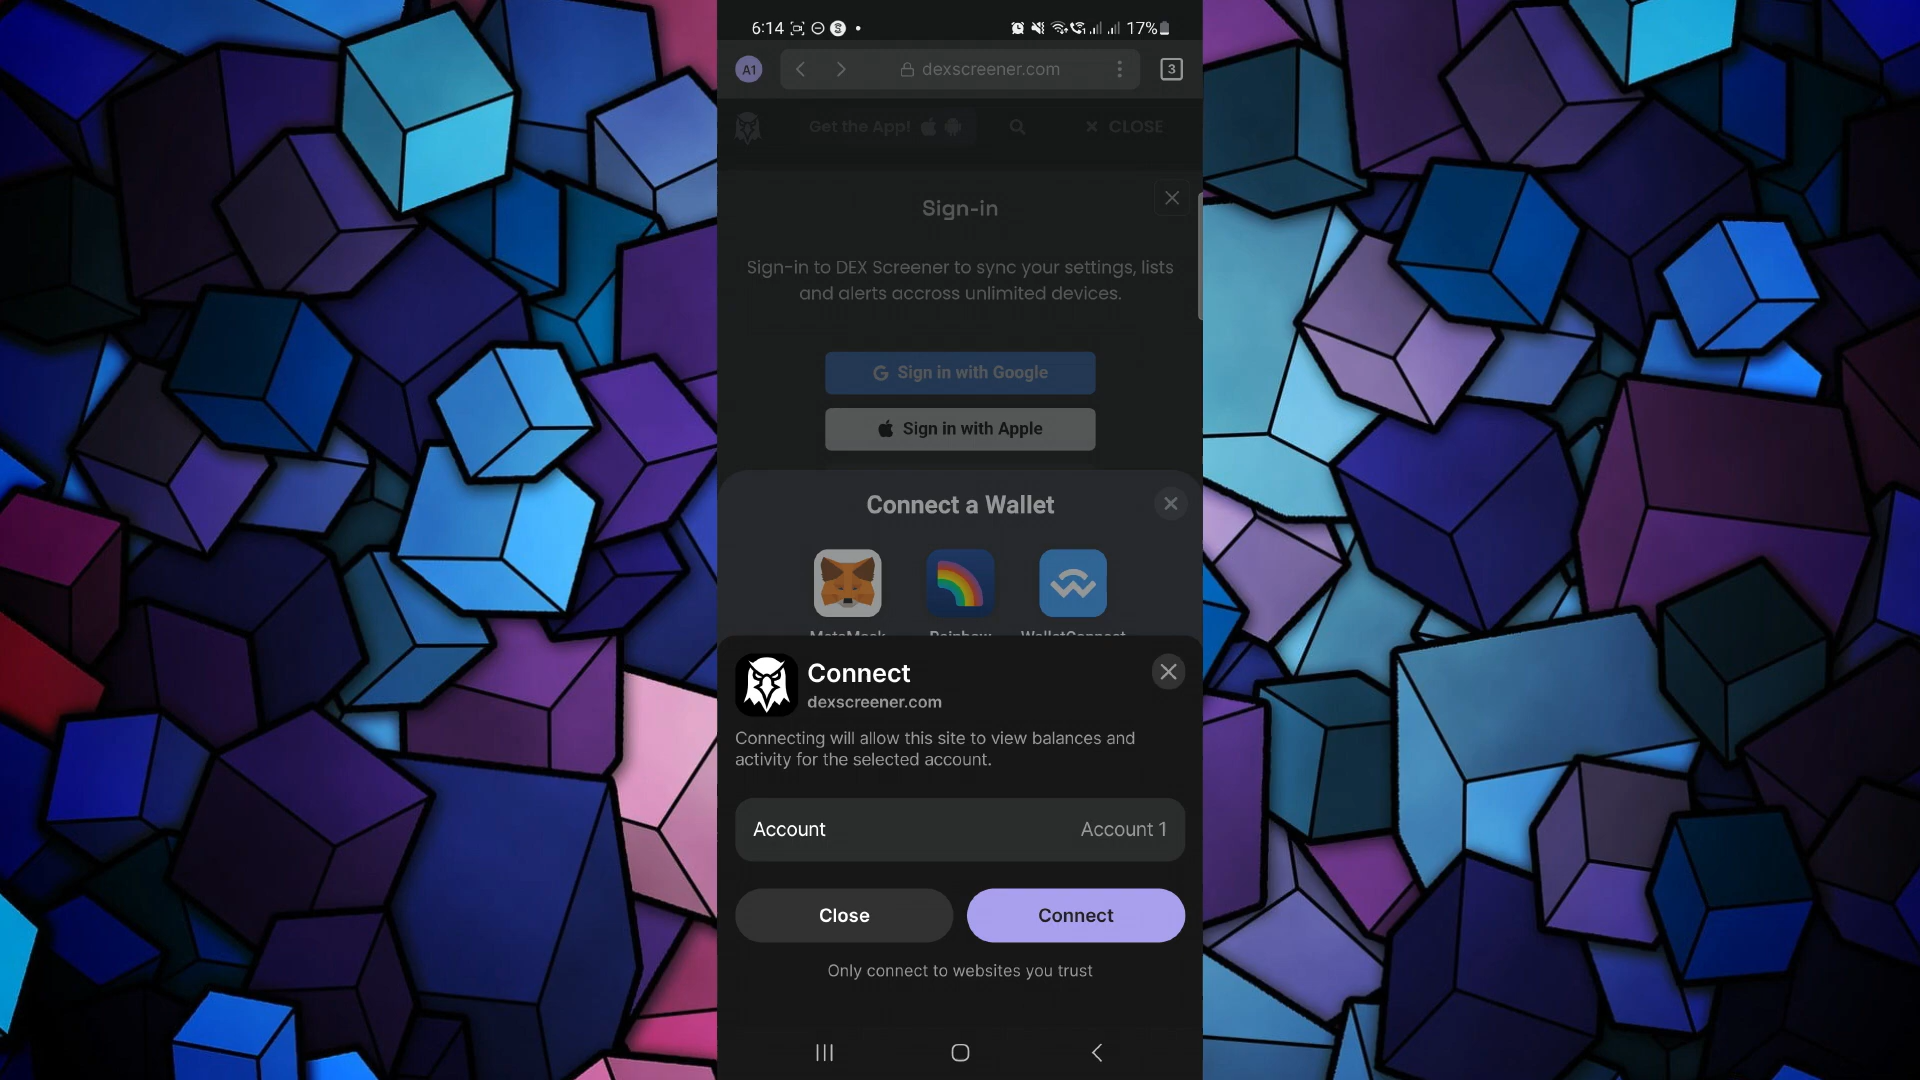 6:14
17%
A1
dexscreener.com
3
Get the App!
CLOSE
Sign-in
Sign-in to DEX Screener to sync your settings, lists
and alerts accross unlimited devices.
G Sign in with Google
Sign in with Apple
Connect a Wallet
MetaMask Rainbow WalletConnect
Connect
dexscreener.com
Connecting will allow this site to view balances and
activity for the selected account.
Account Account 1
Close Connect
Only connect to websites you trust